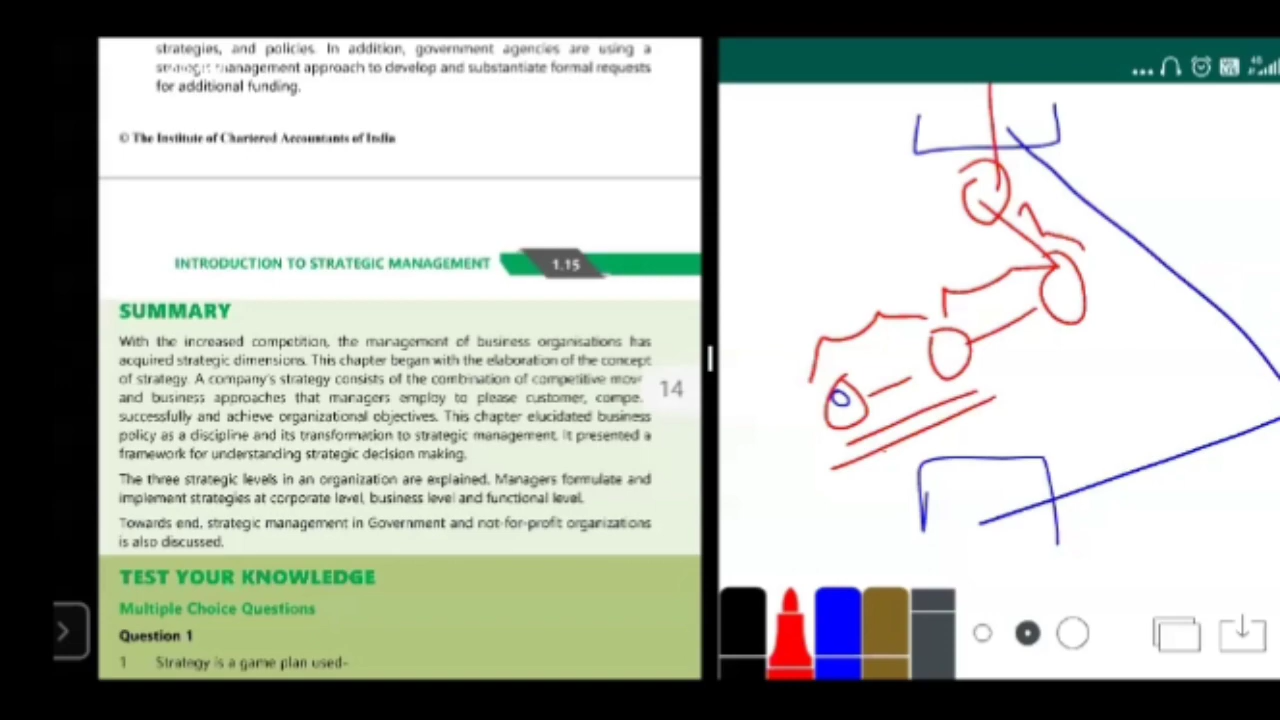 strategies, and policies. In addition, government agencies are using a
strategic management approach to develop and substantiate formal requests
for additional funding.
© The Institute of Chartered Accountants of India
INTRODUCTION TO STRATEGIC MANAGEMENT 1.15
SUMMARY
With the increased competition, the management of business organisations has
acquired strategic dimensions. This chapter began with the elaboration of the concept
of strategy. A company's strategy consists of the combination of competitive
14
and business approaches that managers employ to please customer,
successfully and achieve organizational objectives. This chapter elucidated business
policy as a discipline and its transformation to strategic management. It presented a
framework for understanding strategic decision making.
The three strategic levels in an organization are explained. Managers formulate and
implement strategies at corporate level, business level and functional level.
Towards end, strategic management in Government and not-for-profit organizations
is also discussed.
TEST YOUR KNOWLEDGE
Multiple Choice Questions
Question 1
1 Strategy is a game plan used-